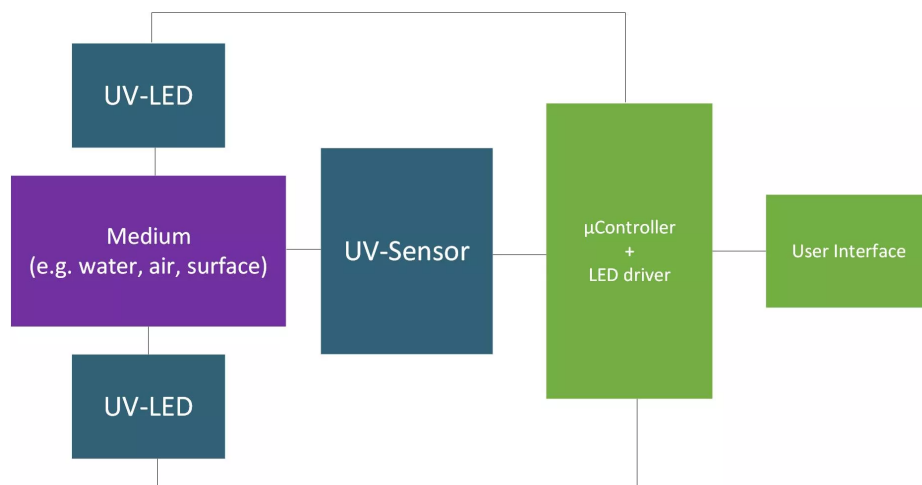 UV-LED
Medium
(e.g. water, air, surface)
UV-Sensor
µController
+
LED driver
User Interface
UV-LED